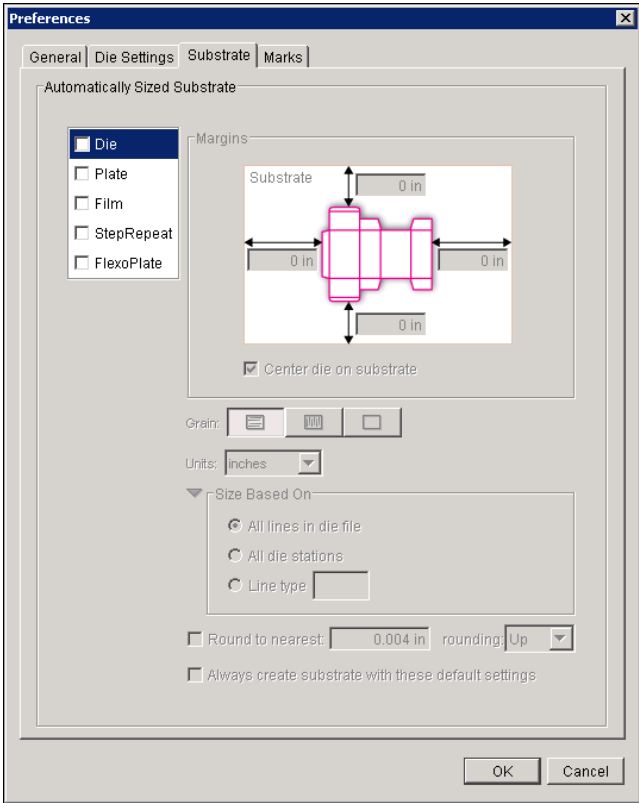 Preferences
General Die Settings Substrate Marks
Automatically Sized Substrate
Die
Plate
Film
StepRepeat
FlexoPlate
Margins
Substrate
0 in
0 in 0 in
0 in
Center die on substrate
Grain:
Units: inches
Size Based On
All lines in die file
All die stations
Line type
Round to nearest: 0.004 in rounding: Up
Always create substrate with these default settings
OK Cancel